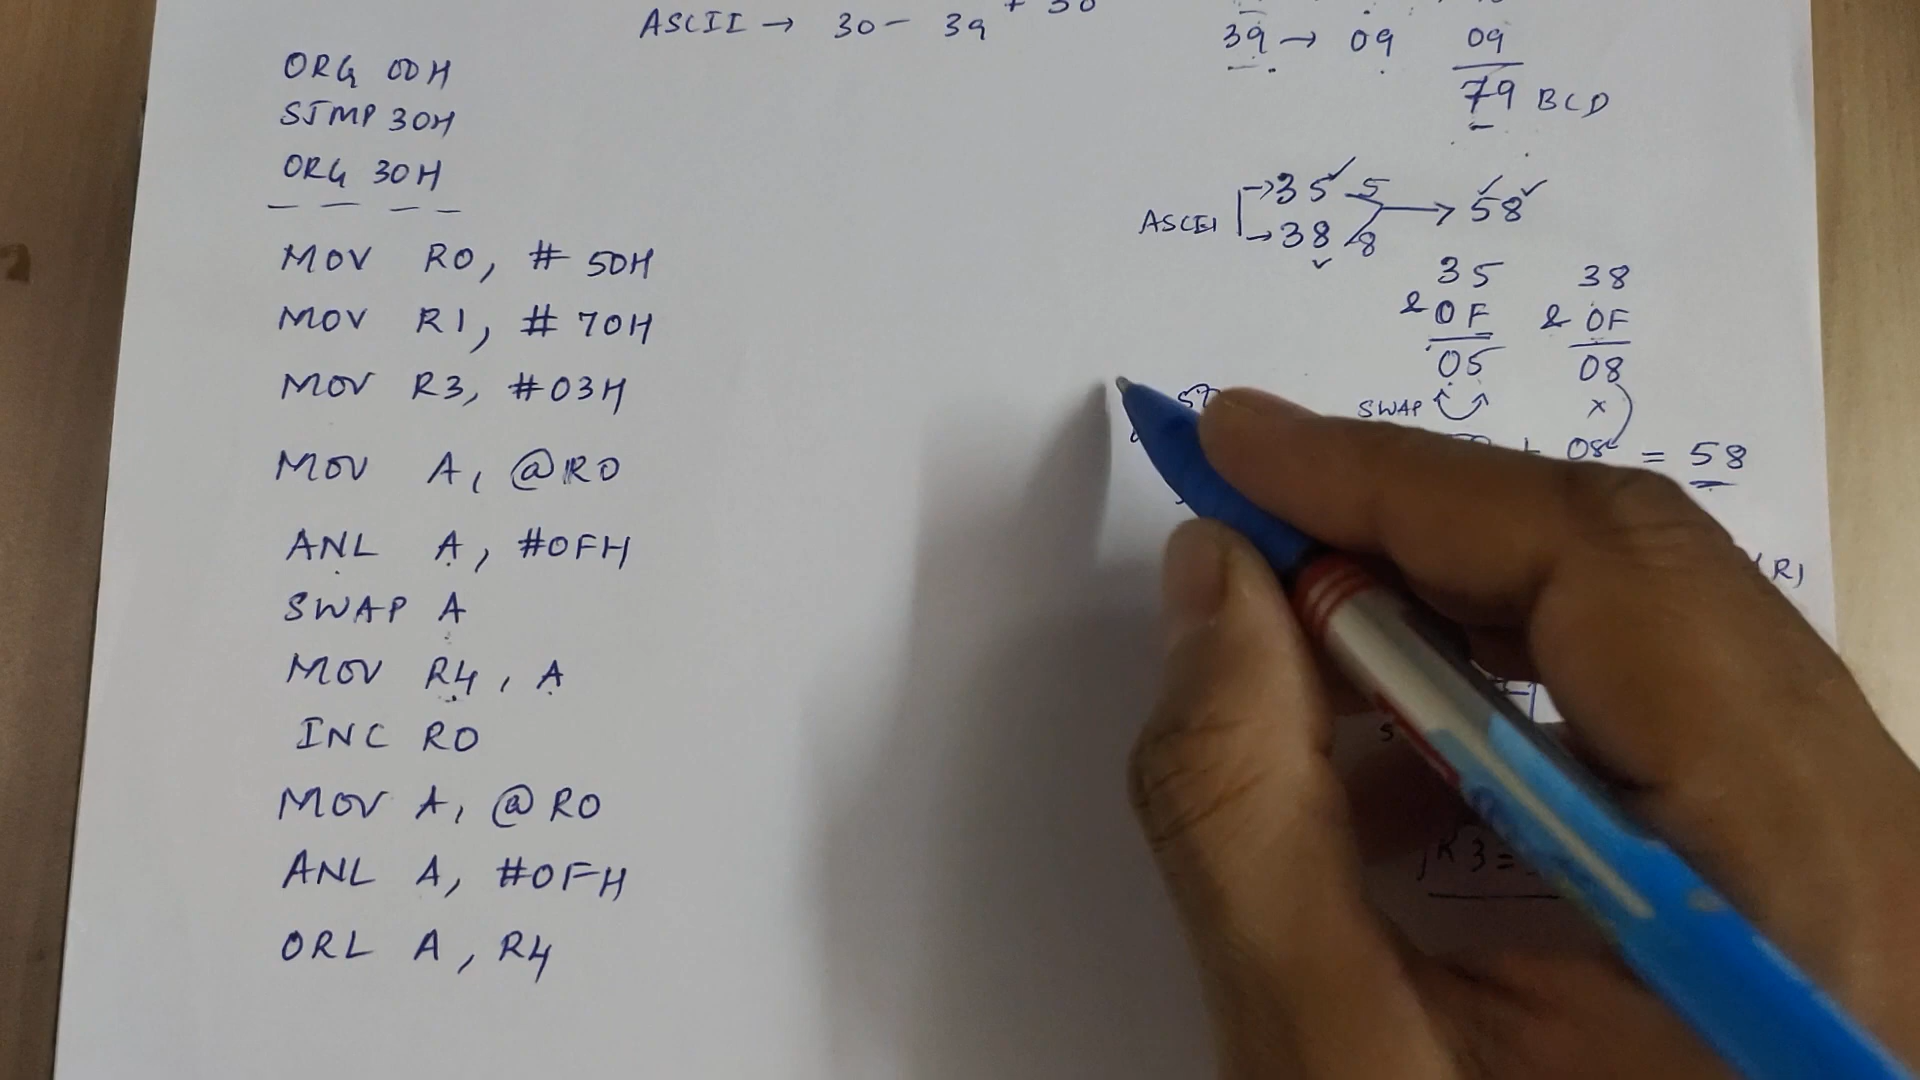 ASCII → 30 - 39 + 30
39 → 09 09
79 BCD
ORG 00H
SJMP 30H
ORG 30H
MOV R0, # 50H
MOV R1, # 70H
MOV R3, #03H
MOV A, @R0
ANL A, #0FH
SWAP A
MOV R4, A
INC R0
MOV A, @R0
ANL A, #0FH
ORL A, R4
ASCII → 35 5 → 58
→ 38 8
35 38
& 0F & 0F
05 08
SWAP ×
+ 08 = 58